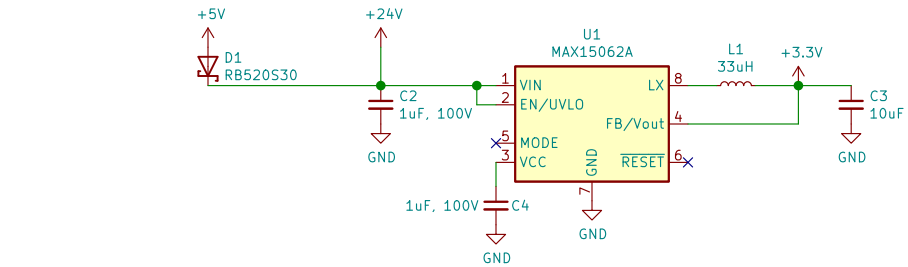 +5V
+24V
D1
RB520S30
C2
1uF, 100V
GND
U1
MAX15062A
1 VIN
2 EN/UVLO
5 MODE
3 VCC
LX 8
FB/Vout 4
RESET 6
GND 7
GND
1uF, 100V C4
GND
L1
33uH
+3.3V
C3
10uF
GND